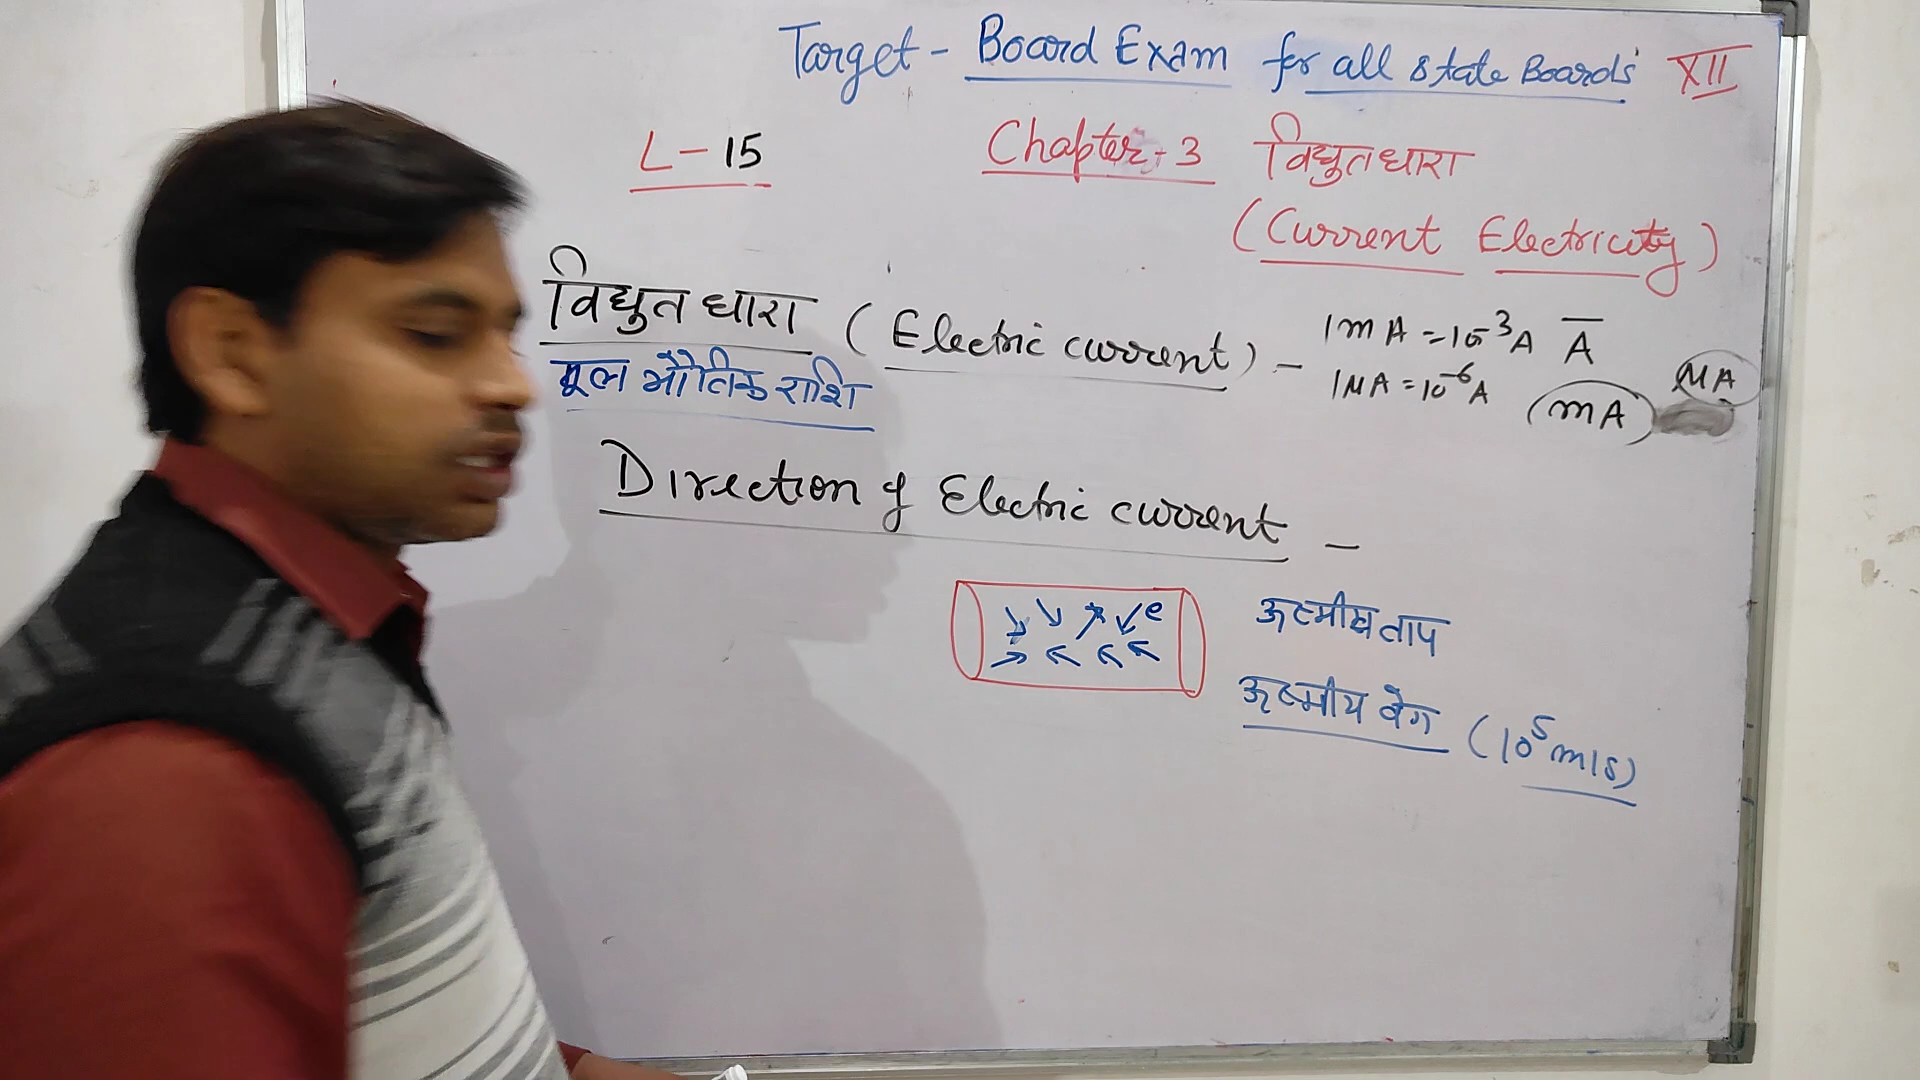 Target - Board Exam for all state Boards XII
L-15 Chapter-3 विद्युत धारा
(Current Electricity)
विद्युत धारा (Electric current) -
मूल भौतिक राशि
1mA = 10⁻³A A
1μA = 10⁻⁶A mA μA
Direction of Electric current -
e
ऊष्मीय ताप
ऊष्मीय वेग (10⁵ m/s)